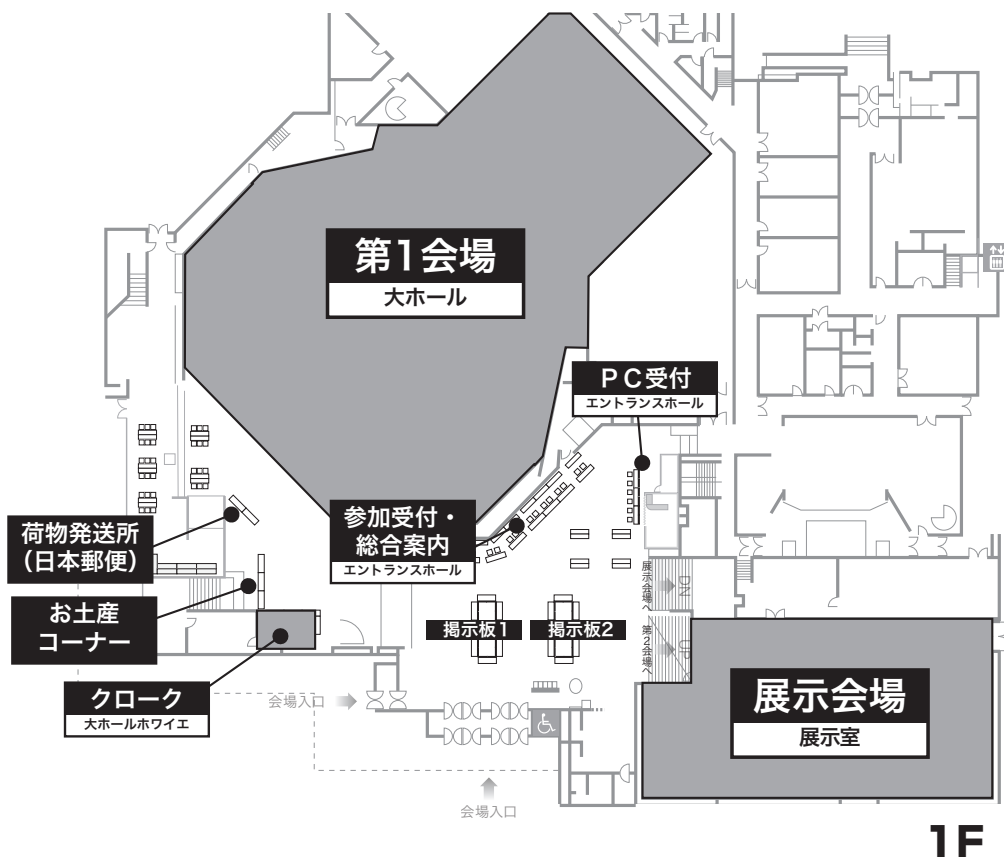 第1会場
大ホール
PC受付
エントランスホール
参加受付・
総合案内
エントランスホール
荷物発送所
(日本郵便)
お土産
コーナー
クローク
大ホールホワイエ
掲示板1
掲示板2
展示会場へ
DN
第2会場へ
UP
展示会場
展示室
会場入口
会場入口
1F